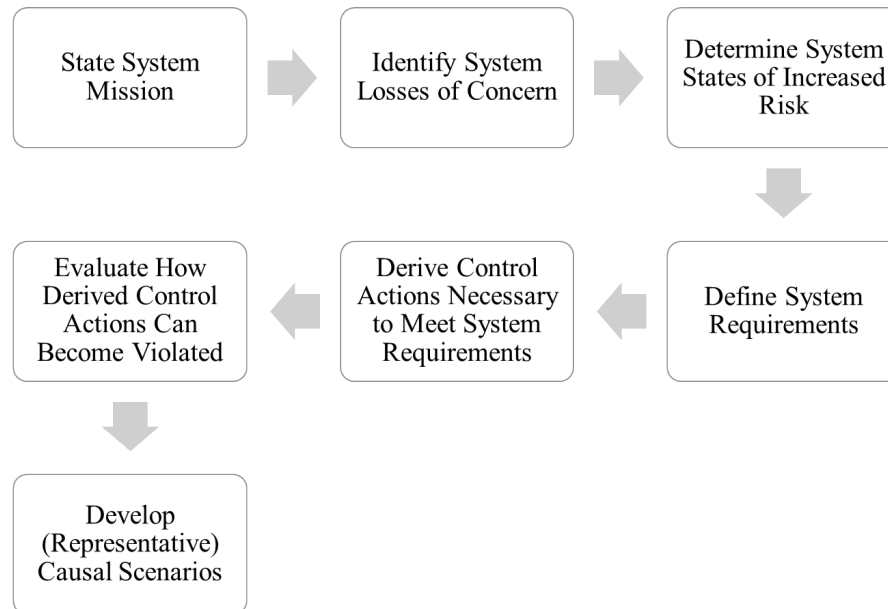 State System
Mission
Identify System
Losses of Concern
Determine System
States of Increased
Risk
Define System
Requirements
Derive Control
Actions Necessary
to Meet System
Requirements
Evaluate How
Derived Control
Actions Can
Become Violated
Develop
(Representative)
Causal Scenarios